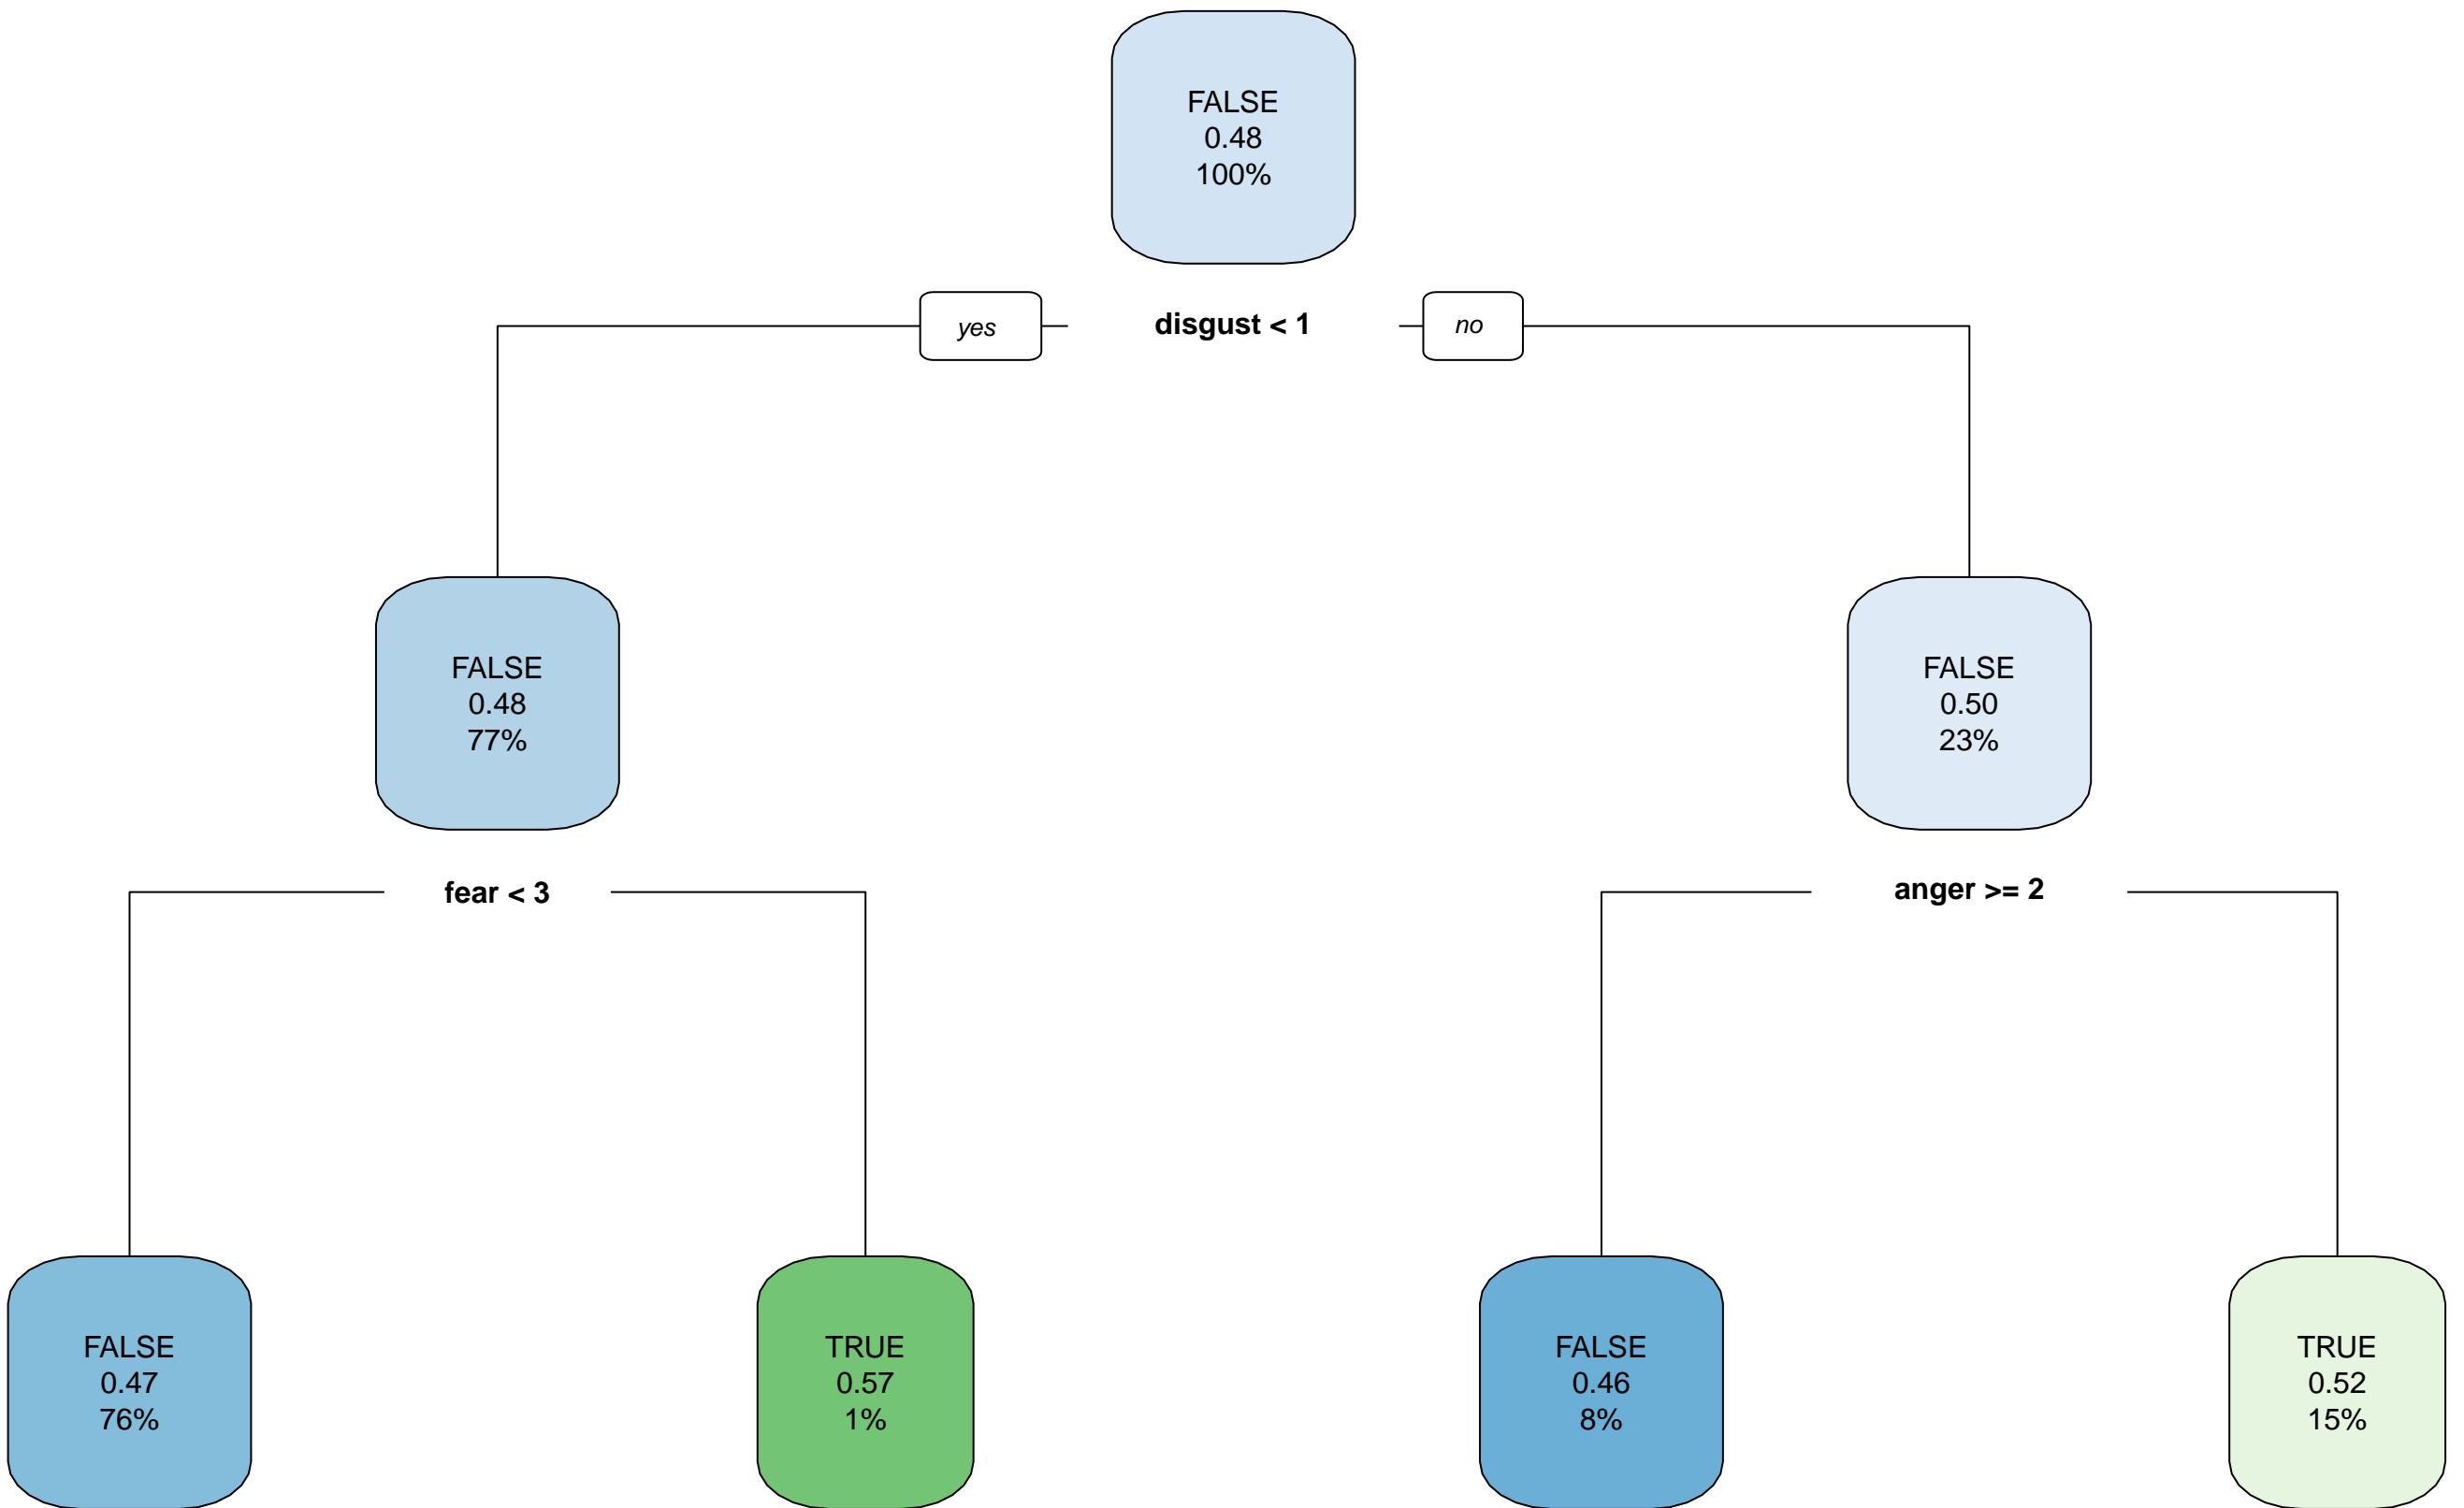 FALSE
0.48
100%
yes
disgust < 1
no
FALSE
0.48
77%
FALSE
0.50
23%
fear < 3
anger >= 2
FALSE
0.47
76%
TRUE
0.57
1%
FALSE
0.46
8%
TRUE
0.52
15%